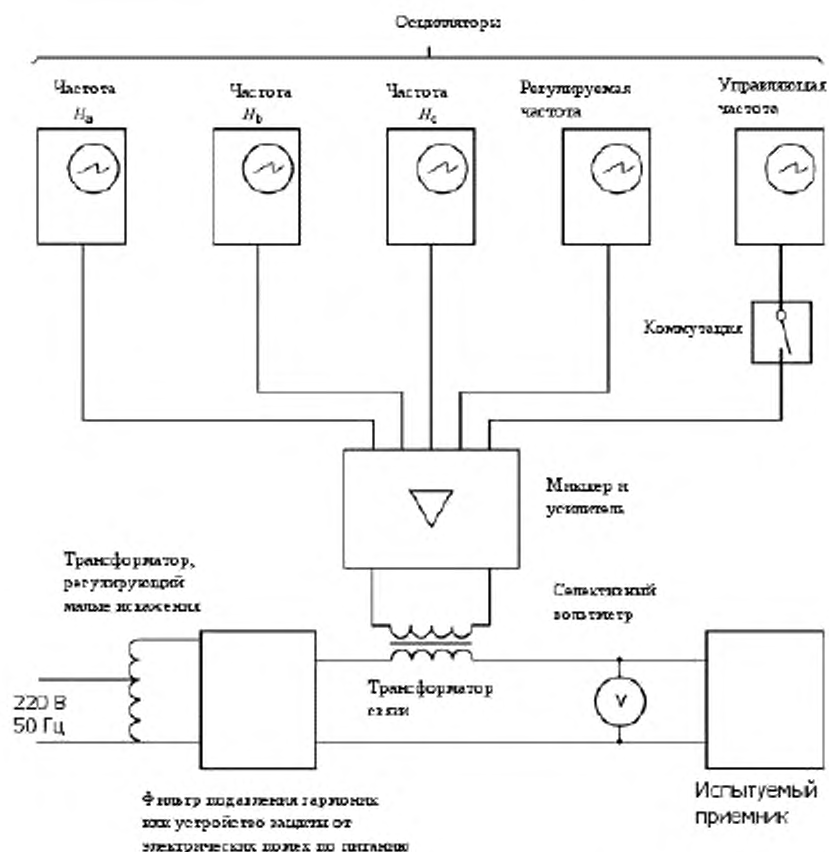 Осцилляторы
Частота
Hа
Частота
Hb
Частота
Hc
Регулируемая
частота
Управляющая
частота
Коммутация
Микшер и
усилитель
Трансформатор,
регулирующий
малые искажения
Селективный
вольтметр
220 В
50 Гц
Трансформатор
связи
V
Испытуемый
приемник
Фильтр подавления гармоник
или устройство защиты от
электрических помех по питанию